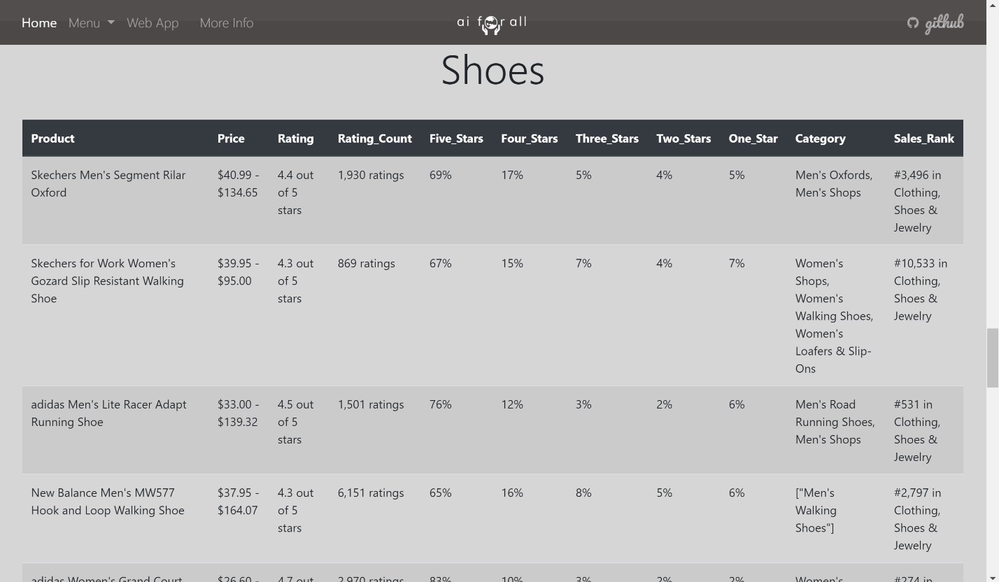 Home Menu Web App More Info ai for all github
Shoes
Product Price Rating Rating_Count Five_Stars Four_Stars Three_Stars Two_Stars One_Star Category Sales_Rank
Skechers Men's Segment Rilar $40.99 - 4.4 out 1,930 ratings 69% 17% 5% 4% 5% Men's Oxfords, #3,496 in
Oxford $134.65 of 5 Men's Shops Clothing,
stars Shoes &
Jewelry
Skechers for Work Women's $39.95 - 4.3 out 869 ratings 67% 15% 7% 4% 7% Women's #10,533 in
Gozard Slip Resistant Walking $95.00 of 5 Shops, Clothing,
Shoe stars Women's Shoes &
Walking Shoes, Jewelry
Women's
Loafers & Slip-
Ons
adidas Men's Lite Racer Adapt $33.00 - 4.5 out 1,501 ratings 76% 12% 3% 2% 6% Men's Road #531 in
Running Shoe $139.32 of 5 Running Shoes, Clothing,
stars Men's Shops Shoes &
Jewelry
New Balance Men's MW577 $37.95 - 4.3 out 6,151 ratings 65% 16% 8% 5% 6% ["Men's #2,797 in
Hook and Loop Walking Shoe $164.07 of 5 Walking Clothing,
stars Shoes"] Shoes &
Jewelry
adidas Women's Grand Court $26.60 - 4.7 out 2,970 ratings 83% 10% 3% 2% 2% Women's #274 in